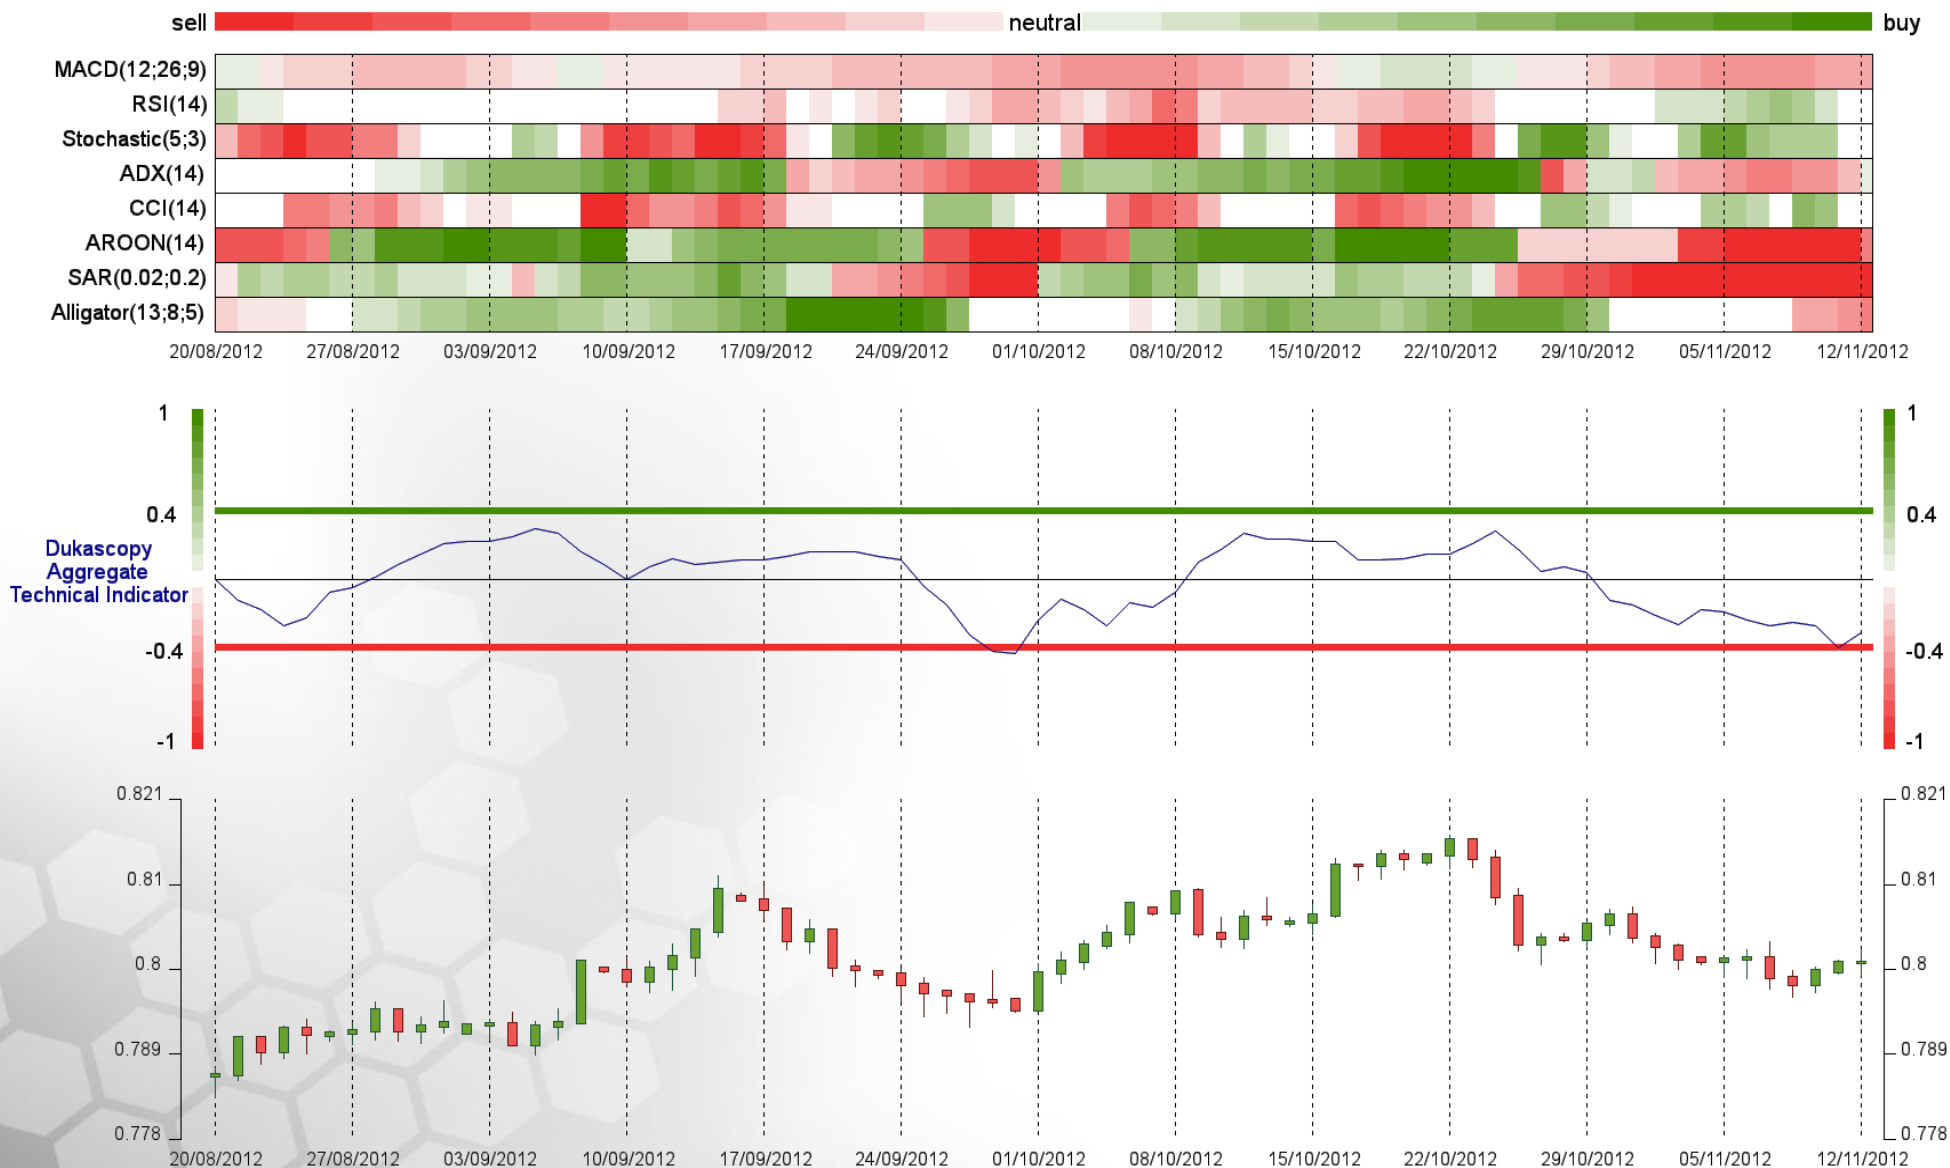 sell neutral buy
MACD(12;26;9)
RSI(14)
Stochastic(5;3)
ADX(14)
CCI(14)
AROON(14)
SAR(0.02;0.2)
Alligator(13;8;5)
20/08/2012 27/08/2012 03/09/2012 10/09/2012 17/09/2012 24/09/2012 01/10/2012 08/10/2012 15/10/2012 22/10/2012 29/10/2012 05/11/2012 12/11/2012
1 1
0.4 0.4
Dukascopy
Aggregate
Technical Indicator
-0.4 -0.4
-1 -1
0.821 0.821
0.81 0.81
0.8 0.8
0.789 0.789
0.778 0.778
20/08/2012 27/08/2012 03/09/2012 10/09/2012 17/09/2012 24/09/2012 01/10/2012 08/10/2012 15/10/2012 22/10/2012 29/10/2012 05/11/2012 12/11/2012